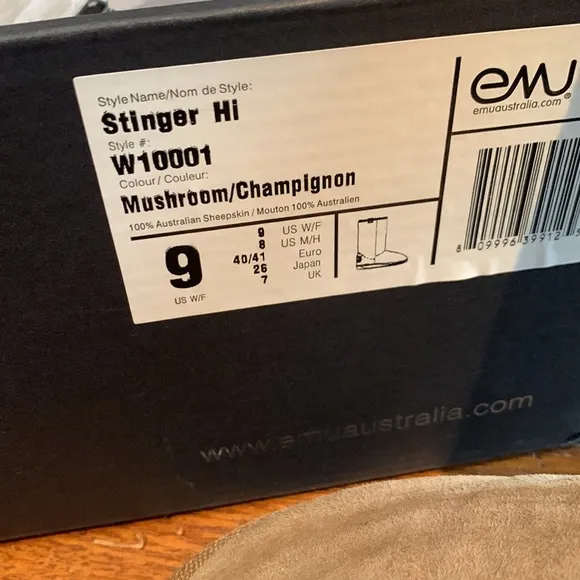 Style Name/Nom de Style:
Stinger Hi
Style #:
W10001
Colour / Couleur:
Mushroom/Champignon
100% Australian Sheepskin / Mouton 100% Australien
9
US W/F
9 US W/F
8 US M/H
40/41 Euro
26 Japan
7 UK
emu®
emuaustralia.com
8 09996 39912
www.emuaustralia.com